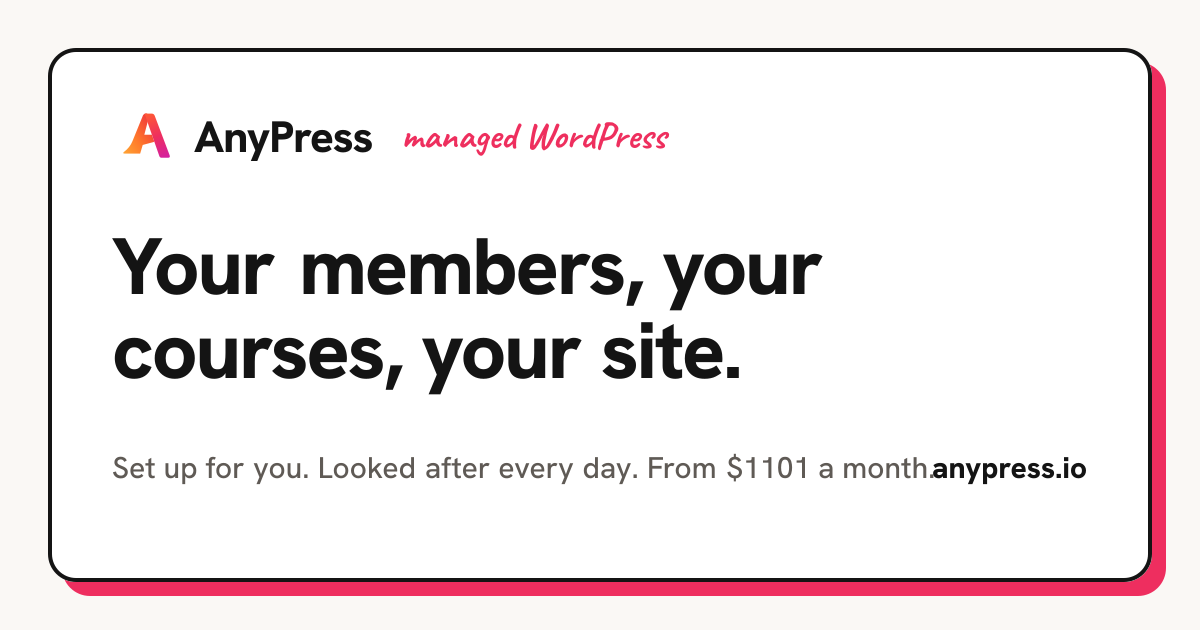 AnyPress managed WordPress
Your members, your
courses, your site.
Set up for you. Looked after every day. From $1101 a month. anypress.io